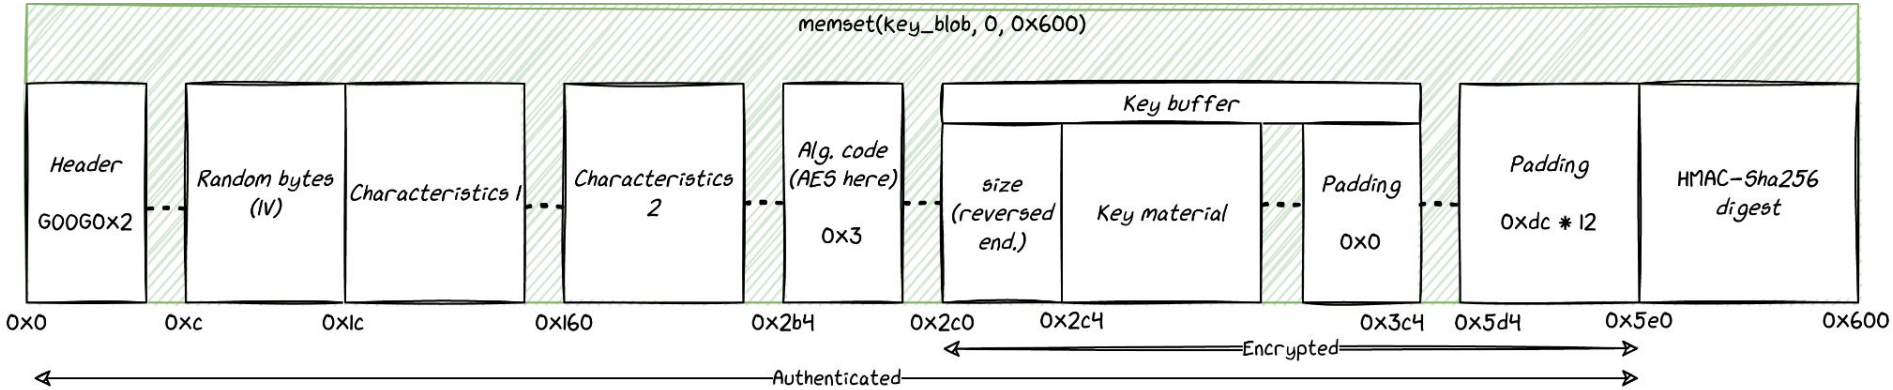 memset(key_blob, 0, 0x600)
Header
G00G0x2
Random bytes
(IV)
Characteristics 1
Characteristics
2
Alg. code
(AES here)
0x3
Key buffer
size
(reversed
end.)
Key material
Padding
0x0
Padding
0xdc * 12
HMAC-Sha256
digest
0x0
0xc
0x1c
0x160
0x2b4
0x2c0
0x2c4
0x3c4
0x5d4
0x5e0
0x600
Encrypted
Authenticated